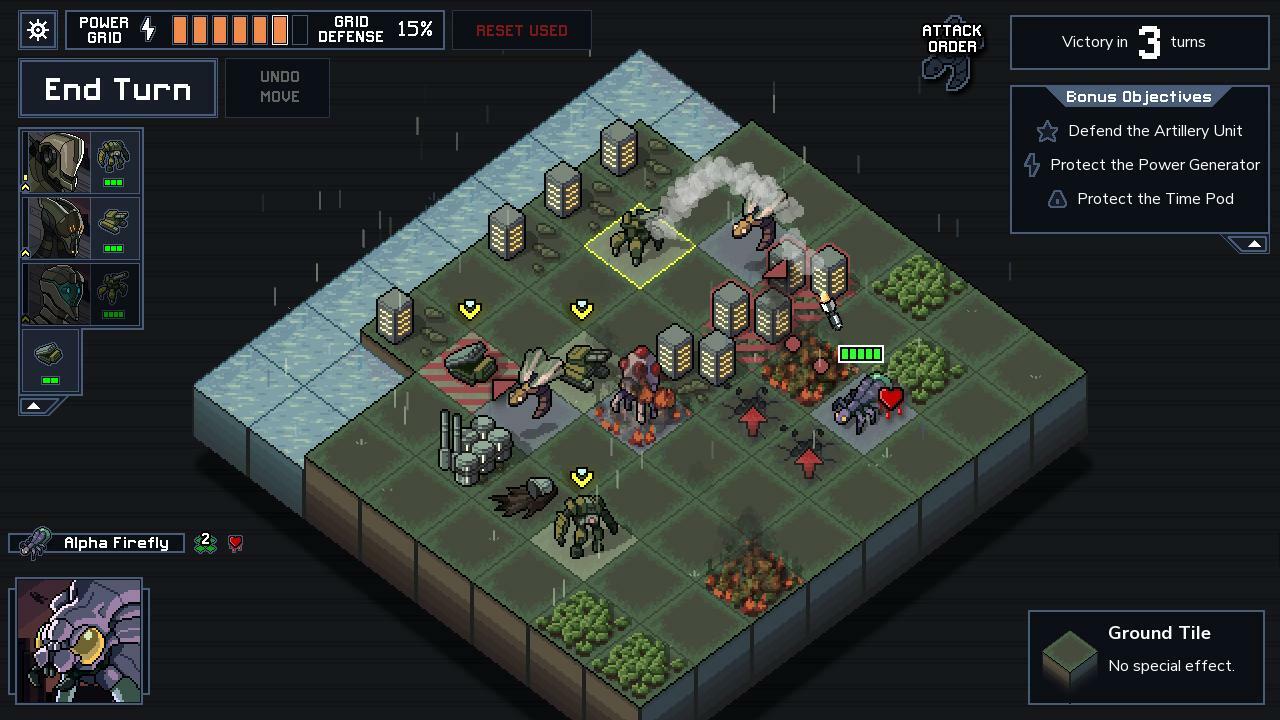 POWER
GRID
GRID
DEFENSE
15%
RESET USED
End Turn
UNDO
MOVE
ATTACK
ORDER
Victory in 3 turns
Bonus Objectives
Defend the Artillery Unit
Protect the Power Generator
Protect the Time Pod
Alpha Firefly
2
Ground Tile
No special effect.